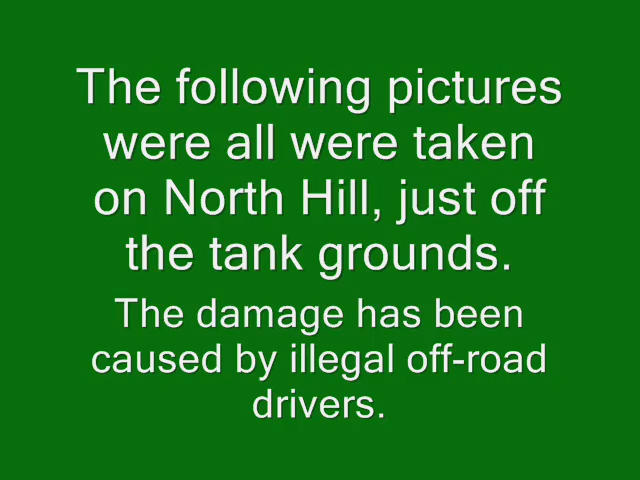 The following pictures
were all were taken
on North Hill, just off
the tank grounds.
The damage has been
caused by illegal off-road
drivers.